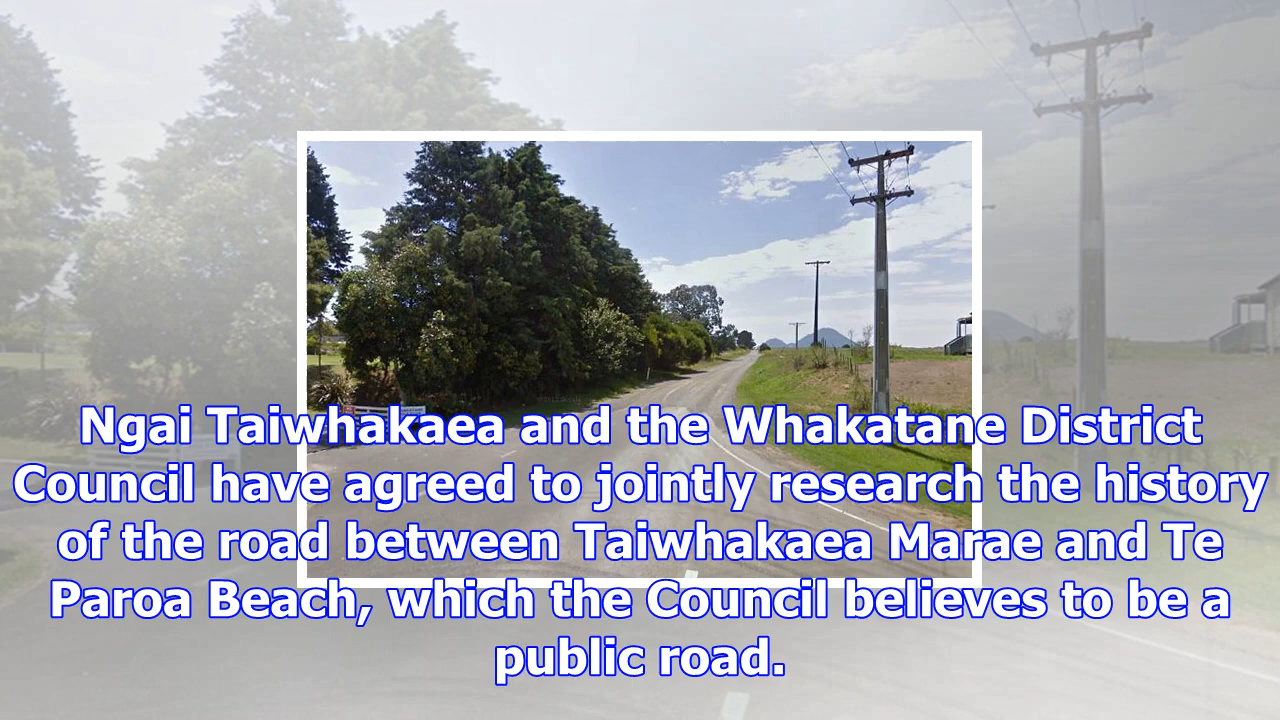 Ngai Taiwhakaea and the Whakatane District
Council have agreed to jointly research the history
of the road between Taiwhakaea Marae and Te
Paroa Beach, which the Council believes to be a
public road.